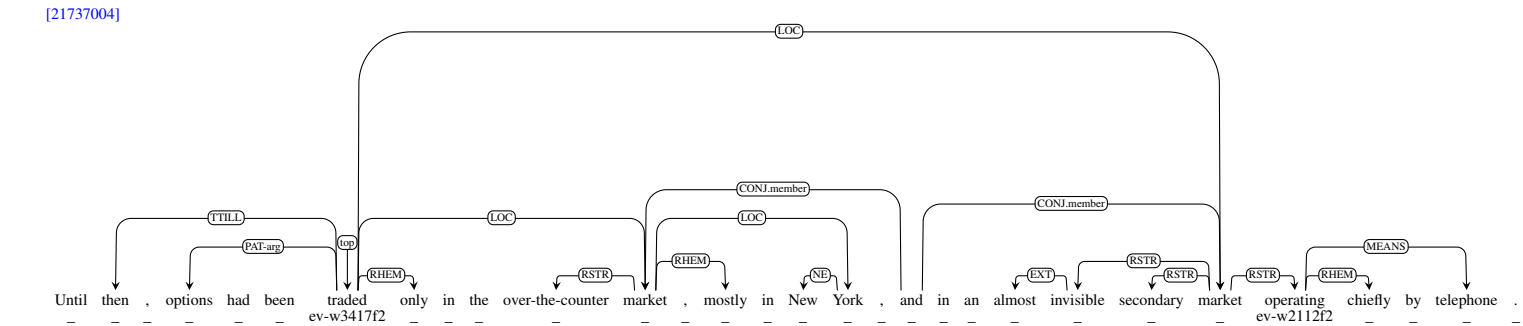 [21737004]
LOC
CONJ.member
CONJ.member
TTILL LOC LOC
PAT-arg top MEANS
RHEM RSTR
RHEM RSTR NE EXT RSTR RSTR RHEM
Until then , options had been traded only in the over-the-counter market , mostly in New York , and in an almost invisible secondary market operating chiefly by telephone .
ev-w3417f2 ev-w2112f2
_ _ _ _ _ _ _ _ _ _ _ _ _ _ _ _ _ _ _ _ _ _ _ _ _ _ _ _ _ _